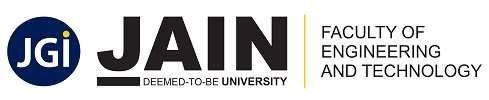 JGi
JAIN
DEEMED-TO-BE UNIVERSITY
FACULTY OF
ENGINEERING
AND TECHNOLOGY